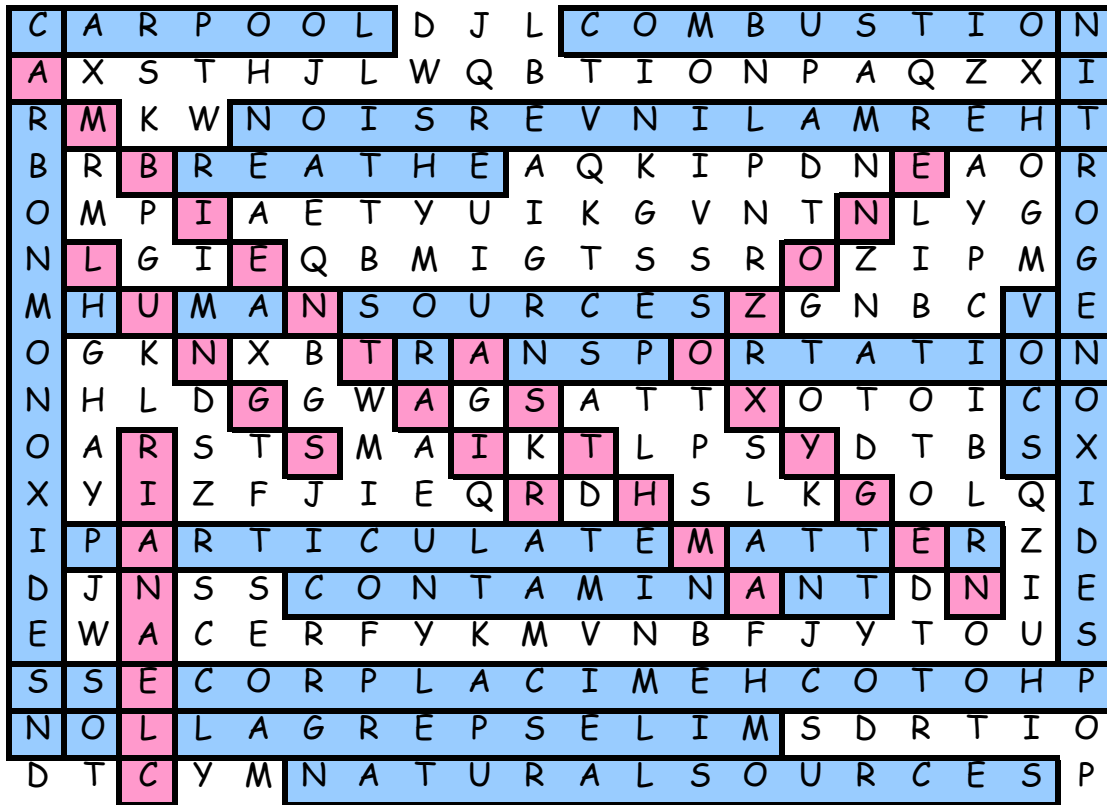 C A R P O O L D J L C O M B U S T I O N
A X S T H J L W Q B T I O N P A Q Z X I
R M K W N O I S R E V N I L A M R E H T
B R B R E A T H E A Q K I P D N E A O R
O M P I A E T Y U I K G V N T N L Y G O
N L G I E Q B M I G T S S R O Z I P M G
M H U M A N S O U R C E S Z G N B C V E
O G K N X B T R A N S P O R T A T I O N
N H L D G G W A G S A T T X O T O I C O
O A R S T S M A I K T L P S Y D T B S X
X Y I Z F J I E Q R D H S L K G O L Q I
I P A R T I C U L A T E M A T T E R Z D
D J N S S C O N T A M I N A N T D N I E
E W A C E R F Y K M V N B F J Y T O U S
S S E C O R P L A C I M E H C O T O H P
N O L L A G R E P S E L I M S D R T I O
D T C Y M N A T U R A L S O U R C E S P